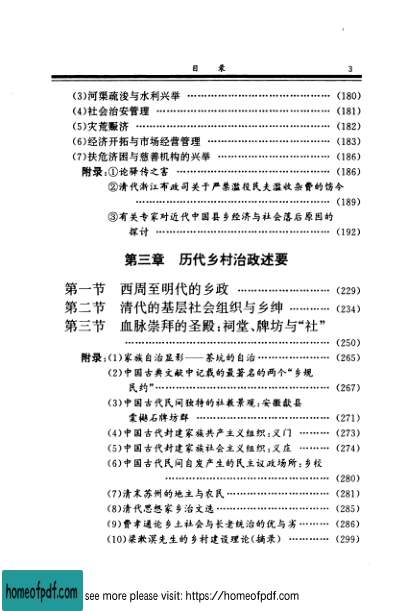 目 录 3
(3)河渠疏浚与水利兴举 …………………………………… (180)
(4)社会治安管理 …………………………………………… (181)
(5)灾荒赈济 ………………………………………………… (182)
(6)经济开拓与市场经营管理 ……………………………… (183)
(7)扶危济困与慈善机构的兴举 …………………………… (186)
附录:①论驿传之害 ………………………………………… (186)
②清代浙江布政司关于严禁滥役民夫滥收杂费的饬令
……………………………………………… (189)
③有关专家对近代中国县乡经济与社会落后原因的
探讨 ………………………………………… (192)
第三章 历代乡村治政述要
第一节 西周至明代的乡政 ……………… (229)
第二节 清代的基层社会组织与乡绅 ……… (234)
第三节 血脉崇拜的圣殿:祠堂、牌坊与“社”
……………………………………………… (250)
附录:(1)家族自治显影——茶坑的自治 ……………… (265)
(2)中国古典文献中记载的最著名的两个“乡规
民约” ……………………………………… (267)
(3)中国古代民间独特的社教景观:安徽歙县
棠樾石牌坊群 ……………………………… (271)
(4)中国古代封建家族共产主义组织:义门 ……… (273)
(5)中国古代封建家族社会主义组织:义庄 ……… (274)
(6)中国古代民间自发产生的民主议政场所:乡校
……………………………………………… (280)
(7)清末苏州的地主与农民 ……………………… (281)
(8)清代思想家乡治文选 ………………………… (285)
(9)费孝通论乡土社会与长老统治的优与劣 ……… (286)
(10)梁漱溟先生的乡村建设理论(摘录) ………… (299)
homeofpdf.com
see more please visit: https://homeofpdf.com